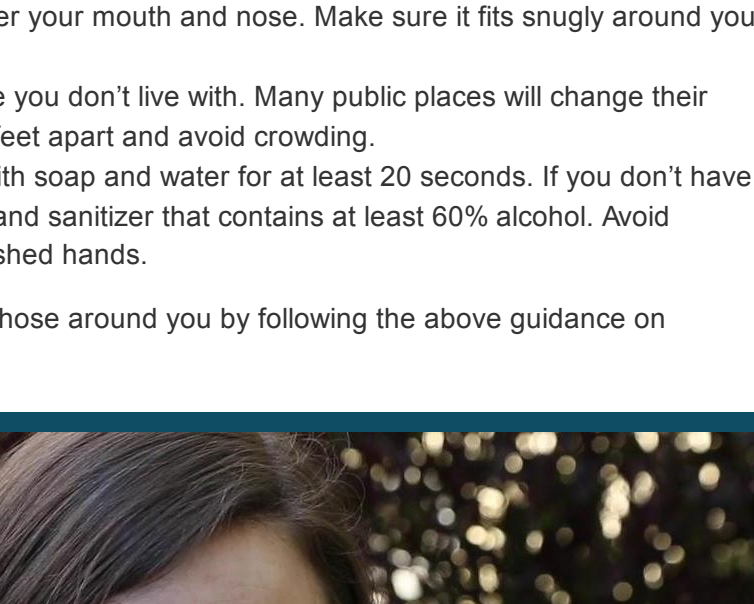 er your mouth and nose. Make sure it fits snugly around you
e you don’t live with. Many public places will change their
feet apart and avoid crowding.
ith soap and water for at least 20 seconds. If you don’t have
and sanitizer that contains at least 60% alcohol. Avoid
shed hands.
hose around you by following the above guidance on